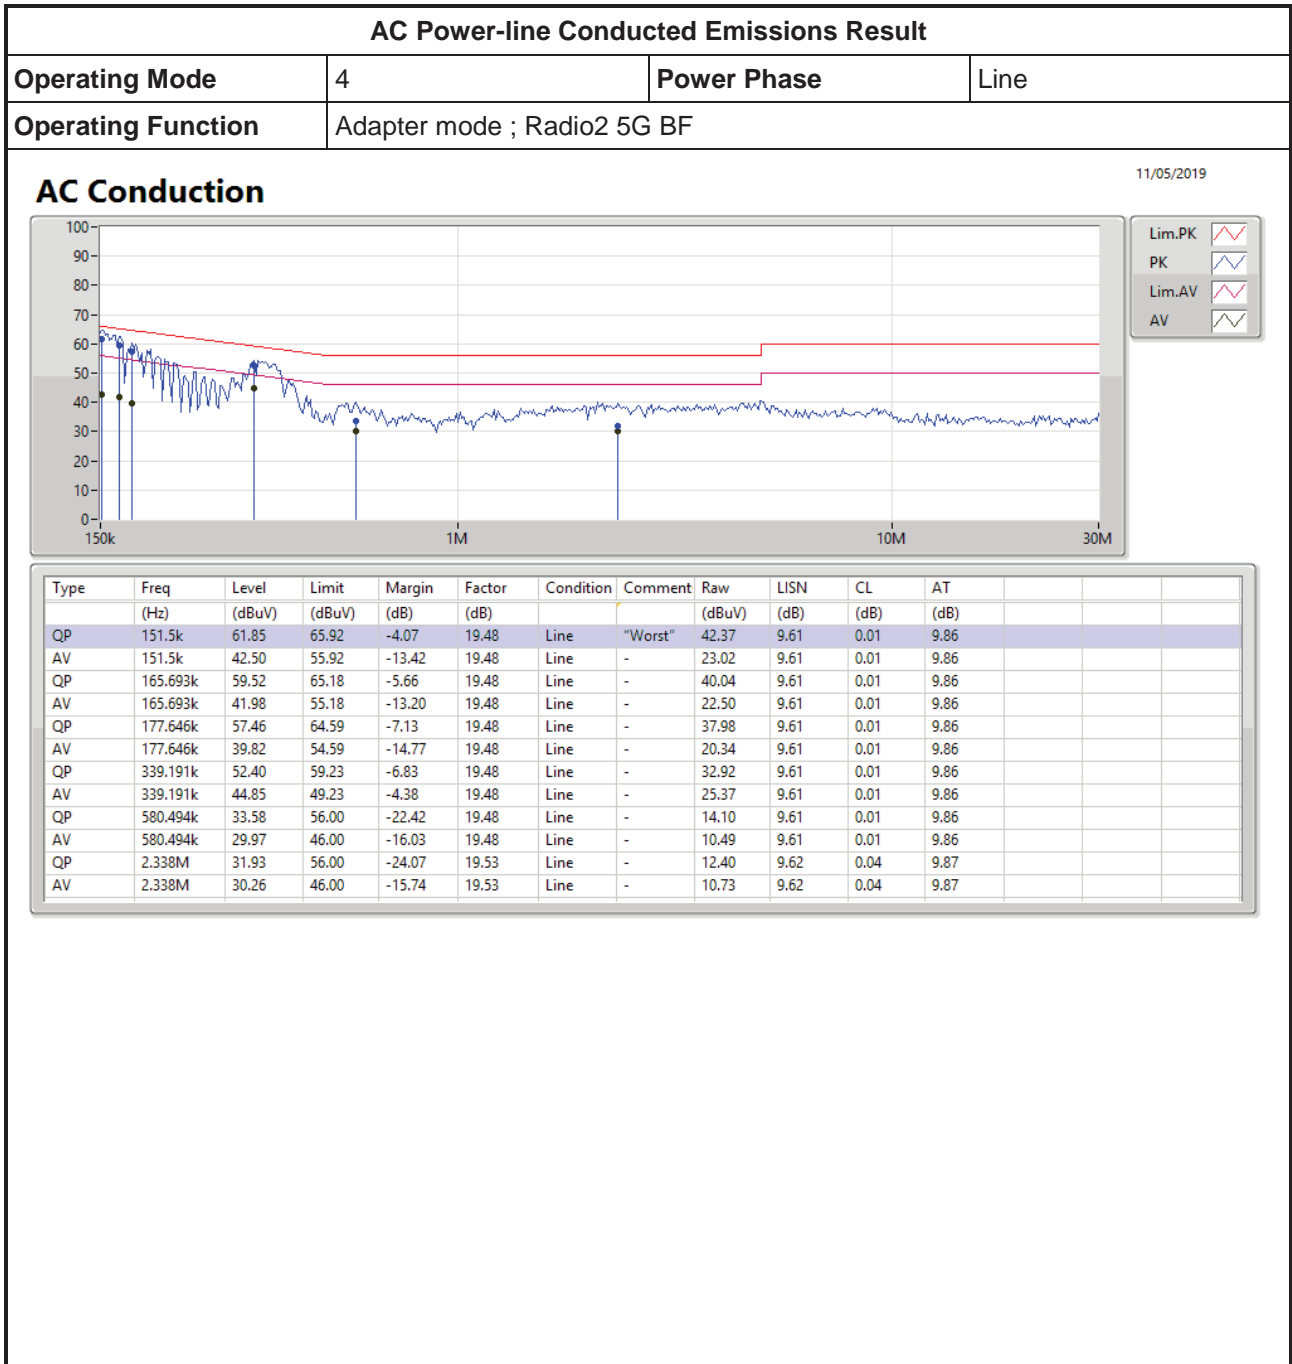 AC Power-line Conducted Emissions Result
Operating Mode 4 Power Phase Line
Operating Function Adapter mode ; Radio2 5G BF
11/05/2019
AC Conduction
100
90
80
70
60
50
40
30
20
10
0
150k 1M 10M 30M
Lim.PK
PK
Lim.AV
AV
Type Freq Level Limit Margin Factor Condition Comment Raw LISN CL AT
(Hz) (dBuV) (dBuV) (dB) (dB) (dBuV) (dB) (dB) (dB)
QP 151.5k 61.85 65.92 -4.07 19.48 Line "Worst" 42.37 9.61 0.01 9.86
AV 151.5k 42.50 55.92 -13.42 19.48 Line - 23.02 9.61 0.01 9.86
QP 165.693k 59.52 65.18 -5.66 19.48 Line - 40.04 9.61 0.01 9.86
AV 165.693k 41.98 55.18 -13.20 19.48 Line - 22.50 9.61 0.01 9.86
QP 177.646k 57.46 64.59 -7.13 19.48 Line - 37.98 9.61 0.01 9.86
AV 177.646k 39.82 54.59 -14.77 19.48 Line - 20.34 9.61 0.01 9.86
QP 339.191k 52.40 59.23 -6.83 19.48 Line - 32.92 9.61 0.01 9.86
AV 339.191k 44.85 49.23 -4.38 19.48 Line - 25.37 9.61 0.01 9.86
QP 580.494k 33.58 56.00 -22.42 19.48 Line - 14.10 9.61 0.01 9.86
AV 580.494k 29.97 46.00 -16.03 19.48 Line - 10.49 9.61 0.01 9.86
QP 2.338M 31.93 56.00 -24.07 19.53 Line - 12.40 9.62 0.04 9.87
AV 2.338M 30.26 46.00 -15.74 19.53 Line - 10.73 9.62 0.04 9.87